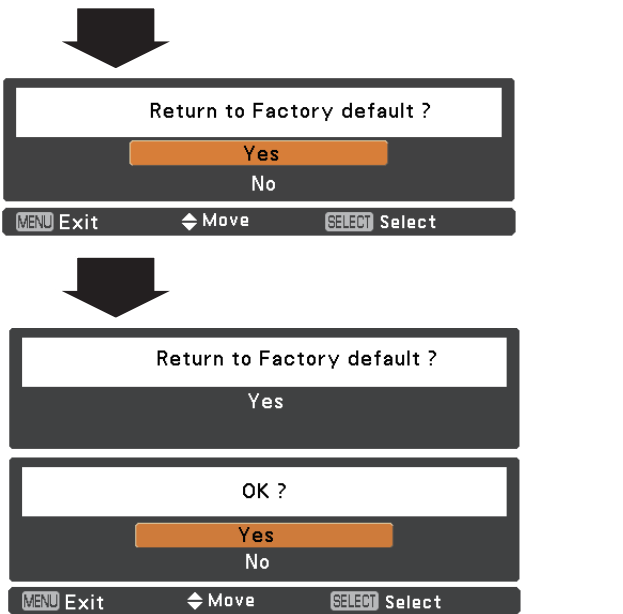 Return to Factory default ?
Yes
No
MENU Exit Move SELECT Select
Return to Factory default ?
Yes
OK ?
Yes
No
MENU Exit Move SELECT Select